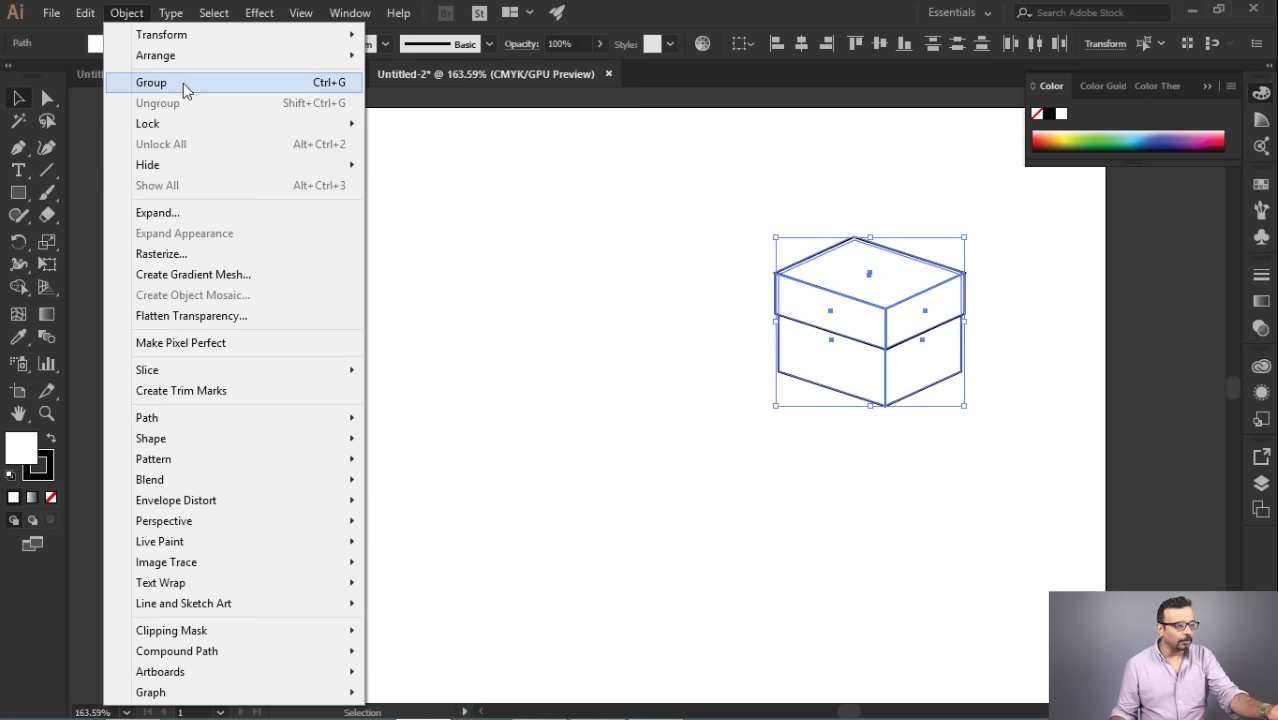 Ai File Edit Object Type Select Effect View Window Help Br St Essentials Search Adobe Stock
Path Basic Opacity: 100% Style: Transform
Untitled-2* @ 163.59% (CMYK/GPU Preview)
Color Color Guid Color Ther
Transform
Arrange
Group Ctrl+G
Ungroup Shift+Ctrl+G
Lock
Unlock All Alt+Ctrl+2
Hide
Show All Alt+Ctrl+3
Expand...
Expand Appearance
Rasterize...
Create Gradient Mesh...
Create Object Mosaic...
Flatten Transparency...
Make Pixel Perfect
Slice
Create Trim Marks
Path
Shape
Pattern
Blend
Envelope Distort
Perspective
Live Paint
Image Trace
Text Wrap
Line and Sketch Art
Clipping Mask
Compound Path
Artboards
Graph
163.59% 1 Selection